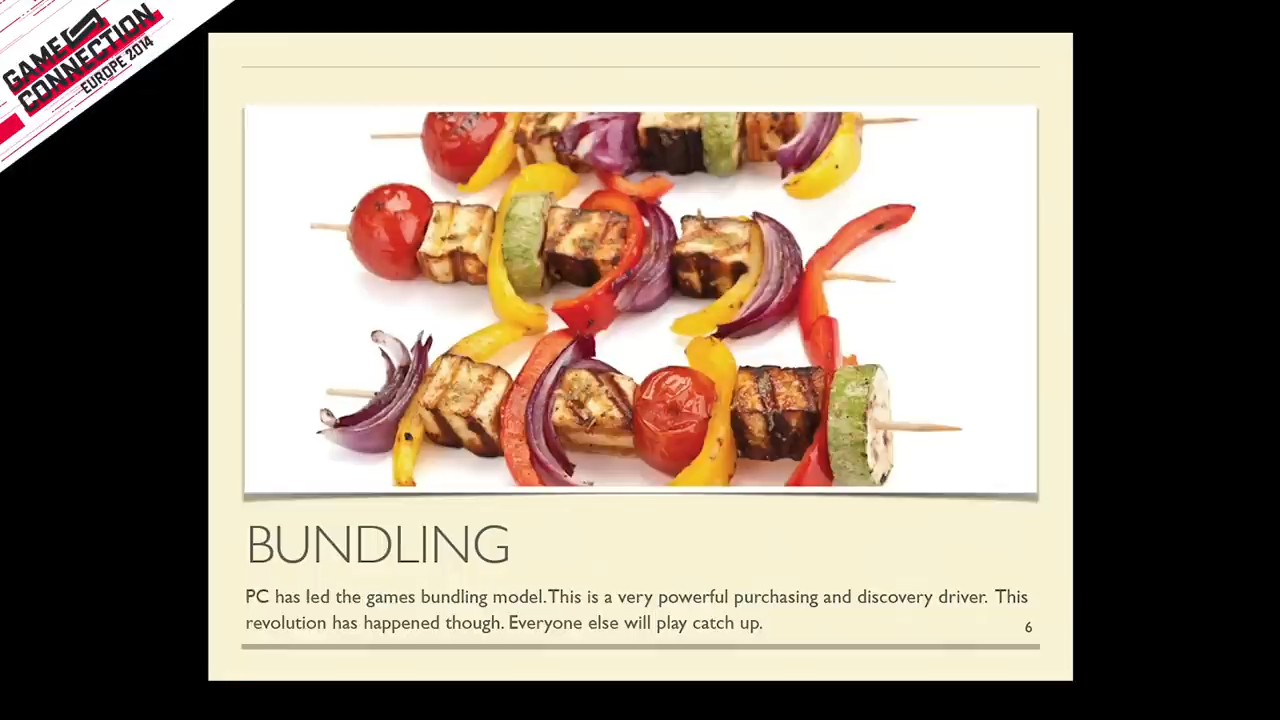 GAME
CONNECTION
EUROPE 2014
BUNDLING
PC has led the games bundling model.This is a very powerful purchasing and discovery driver. This
revolution has happened though. Everyone else will play catch up.
6